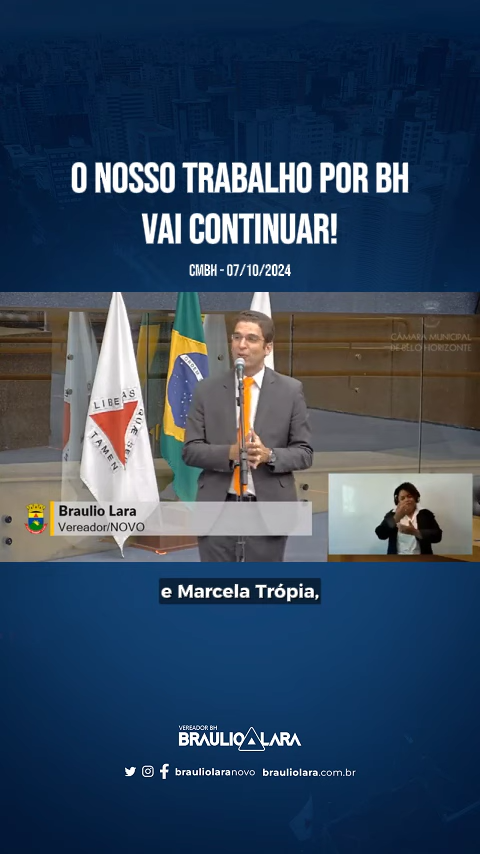 O NOSSO TRABALHO POR BH
VAI CONTINUAR!
CMBH - 07/10/2024
CÂMARA MUNICIPAL
DE BELO HORIZONTE
LIBERTAS QUÆ SE
TAMEN
Braulio Lara
Vereador/NOVO
e Marcela Trópia,
VEREADOR BH
BRAULIO LARA
brauliolaranovo brauliolara.com.br